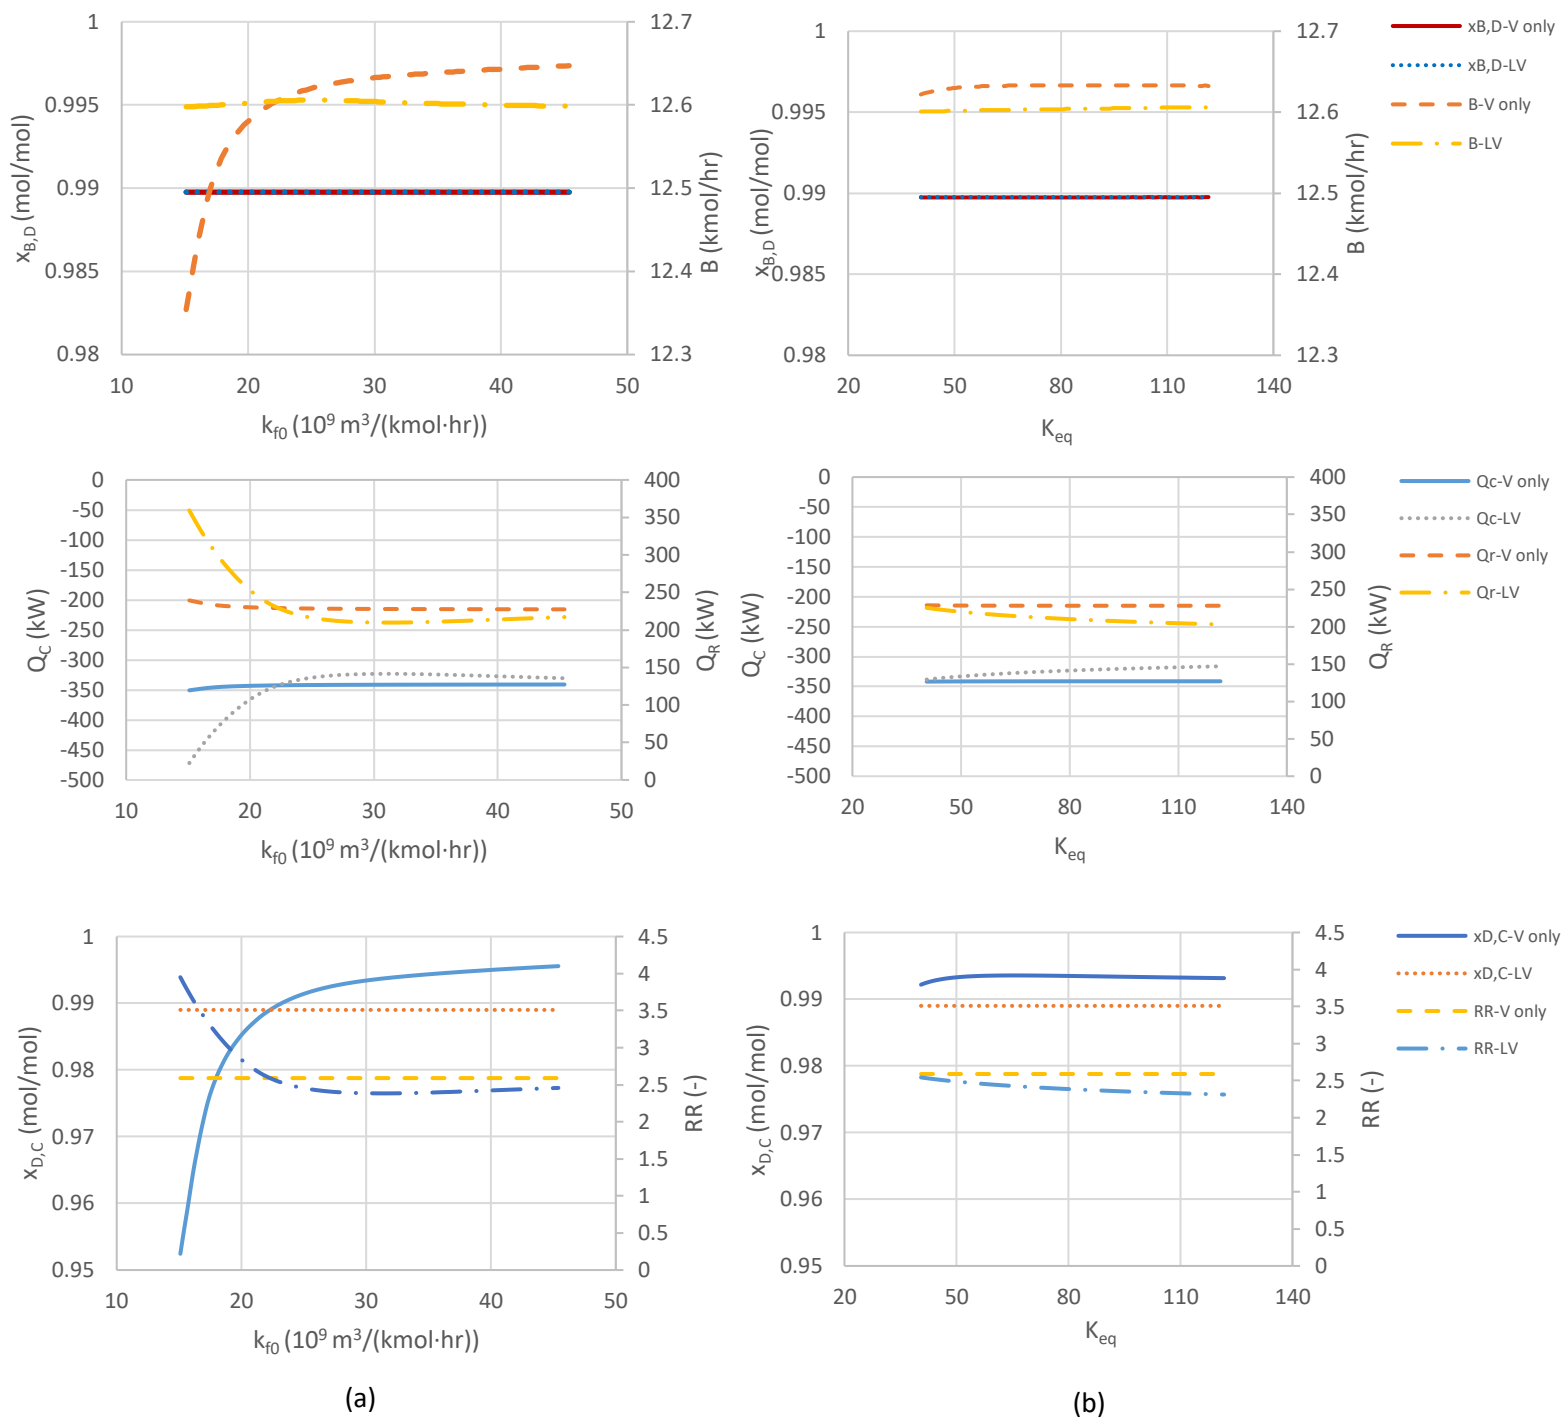 1
0.995
0.99
0.985
0.98
x_B,D (mol/mol)
12.7
12.6
12.5
12.4
12.3
B (kmol/hr)
10 20 30 40 50
k_f0 (10⁹ m³/(kmol·hr))
1
0.995
0.99
0.985
0.98
x_B,D (mol/mol)
12.7
12.6
12.5
12.4
12.3
B (kmol/hr)
20 50 80 110 140
K_eq
xB,D-V only
xB,D-LV
B-V only
B-LV
0
-50
-100
-150
-200
-250
-300
-350
-400
-450
-500
Q_C (kW)
400
350
300
250
200
150
100
50
0
Q_R (kW)
10 20 30 40 50
k_f0 (10⁹ m³/(kmol·hr))
0
-50
-100
-150
-200
-250
-300
-350
-400
-450
-500
Q_C (kW)
400
350
300
250
200
150
100
50
0
Q_R (kW)
20 50 80 110 140
K_eq
Qc-V only
Qc-LV
Qr-V only
Qr-LV
1
0.99
0.98
0.97
0.96
0.95
x_D,C (mol/mol)
4.5
4
3.5
3
2.5
2
1.5
1
0.5
0
RR (-)
10 20 30 40 50
k_f0 (10⁹ m³/(kmol·hr))
1
0.99
0.98
0.97
0.96
0.95
x_D,C (mol/mol)
4.5
4
3.5
3
2.5
2
1.5
1
0.5
0
RR (-)
20 50 80 110 140
K_eq
xD,C-V only
xD,C-LV
RR-V only
RR-LV
(a)
(b)